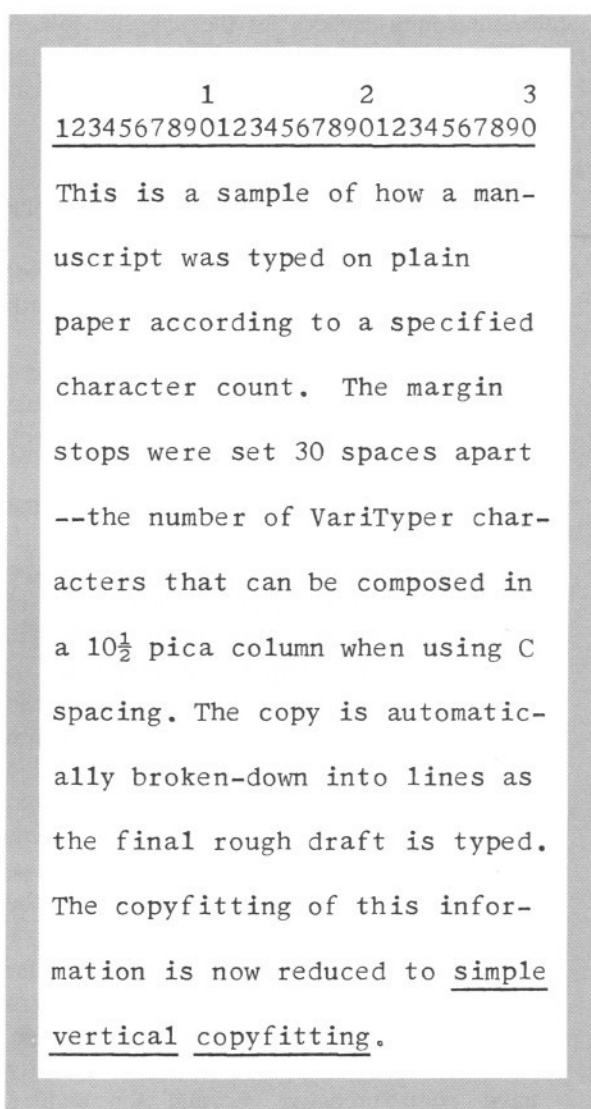 1 2 3
123456789012345678901234567890
This is a sample of how a man-
uscript was typed on plain
paper according to a specified
character count.  The margin
stops were set 30 spaces apart
--the number of VariTyper char-
acters that can be composed in
a 10½ pica column when using C
spacing. The copy is automatic-
ally broken-down into lines as
the final rough draft is typed.
The copyfitting of this infor-
mation is now reduced to simple
vertical copyfitting.